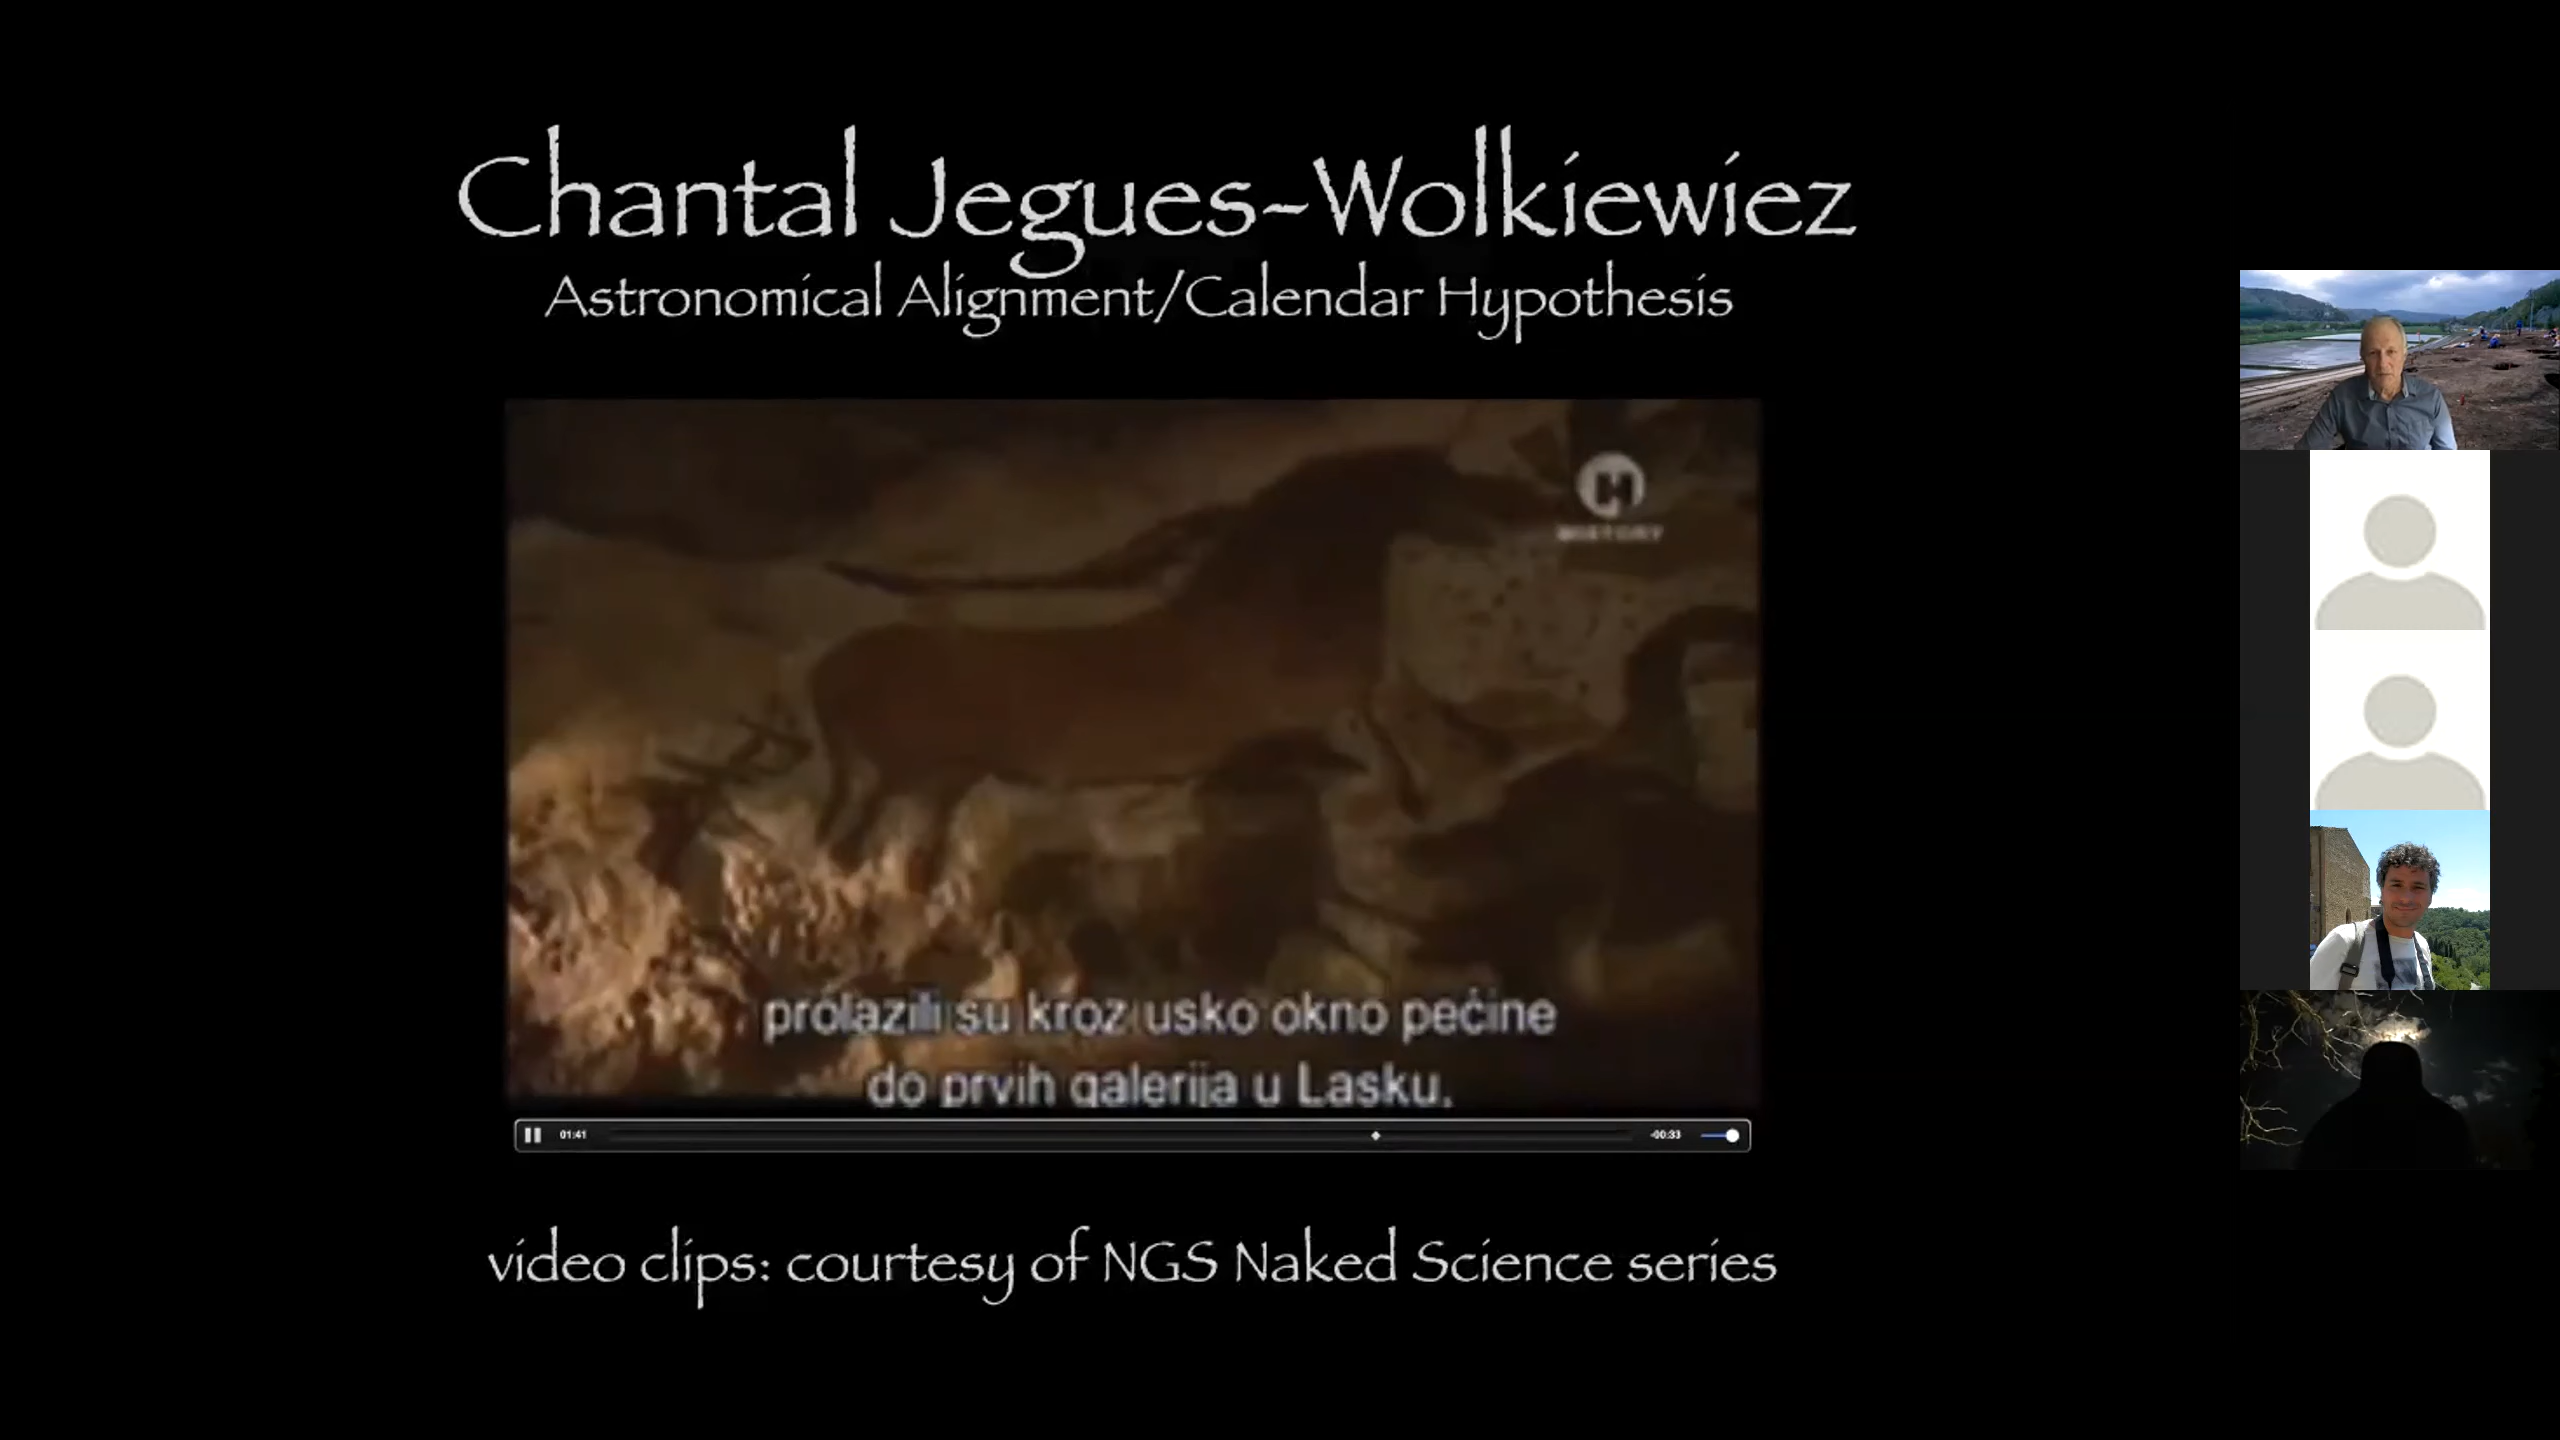 Chantal Jegues-Wolkiewiez
Astronomical Alignment/Calendar Hypothesis
HISTORY
prolazili su kroz usko okno pećine
do prvih galerija u Lasku.
01:41
-00:33
video clips: courtesy of NGS Naked Science series